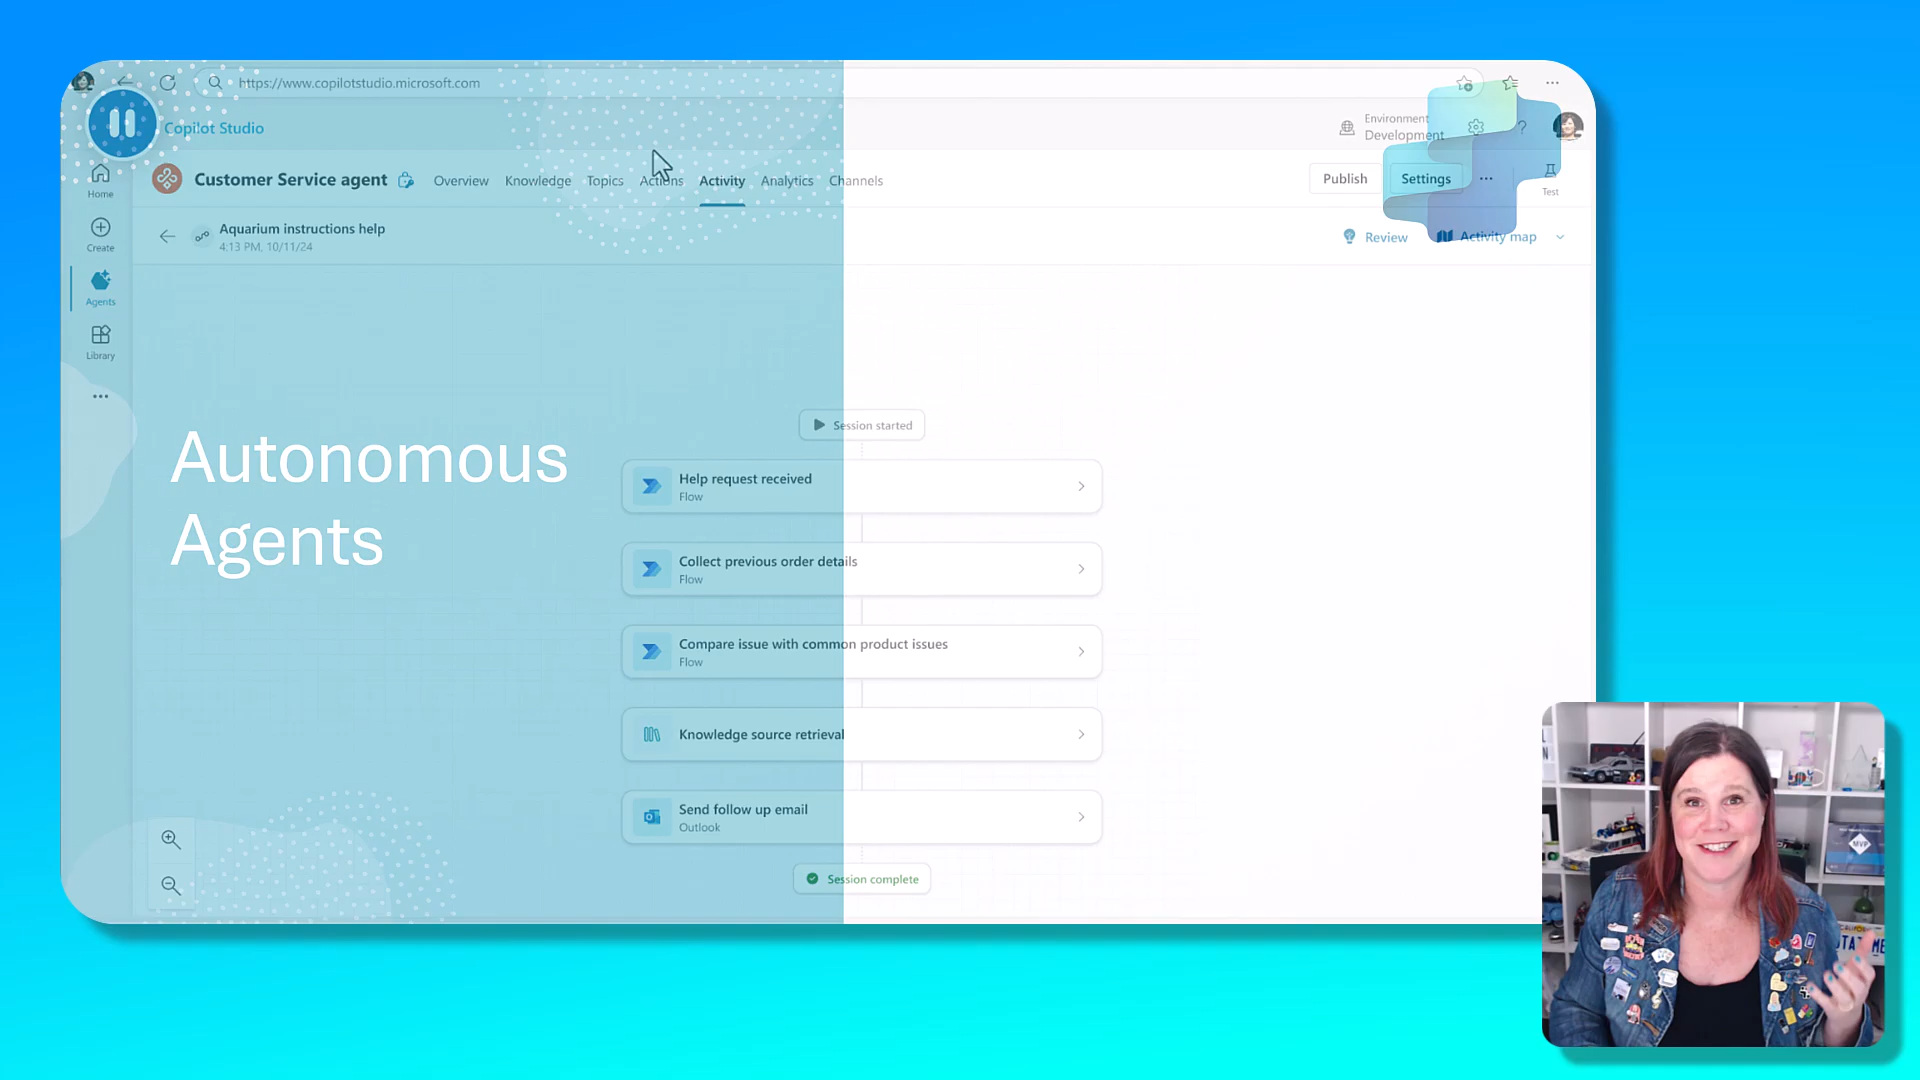 https://www.copilotstudio.microsoft.com
Copilot Studio
Environment
Development
?
Home
Customer Service agent
Overview
Knowledge
Topics
Actions
Activity
Analytics
Channels
Publish
Settings
Test
Create
Aquarium instructions help
4:13 PM, 10/11/24
Review
Activity map
Agents
Library
Autonomous
Agents
Session started
Help request received
Flow
Collect previous order details
Flow
Compare issue with common product issues
Flow
Knowledge source retrieval
Send follow up email
Outlook
Session complete
MVP